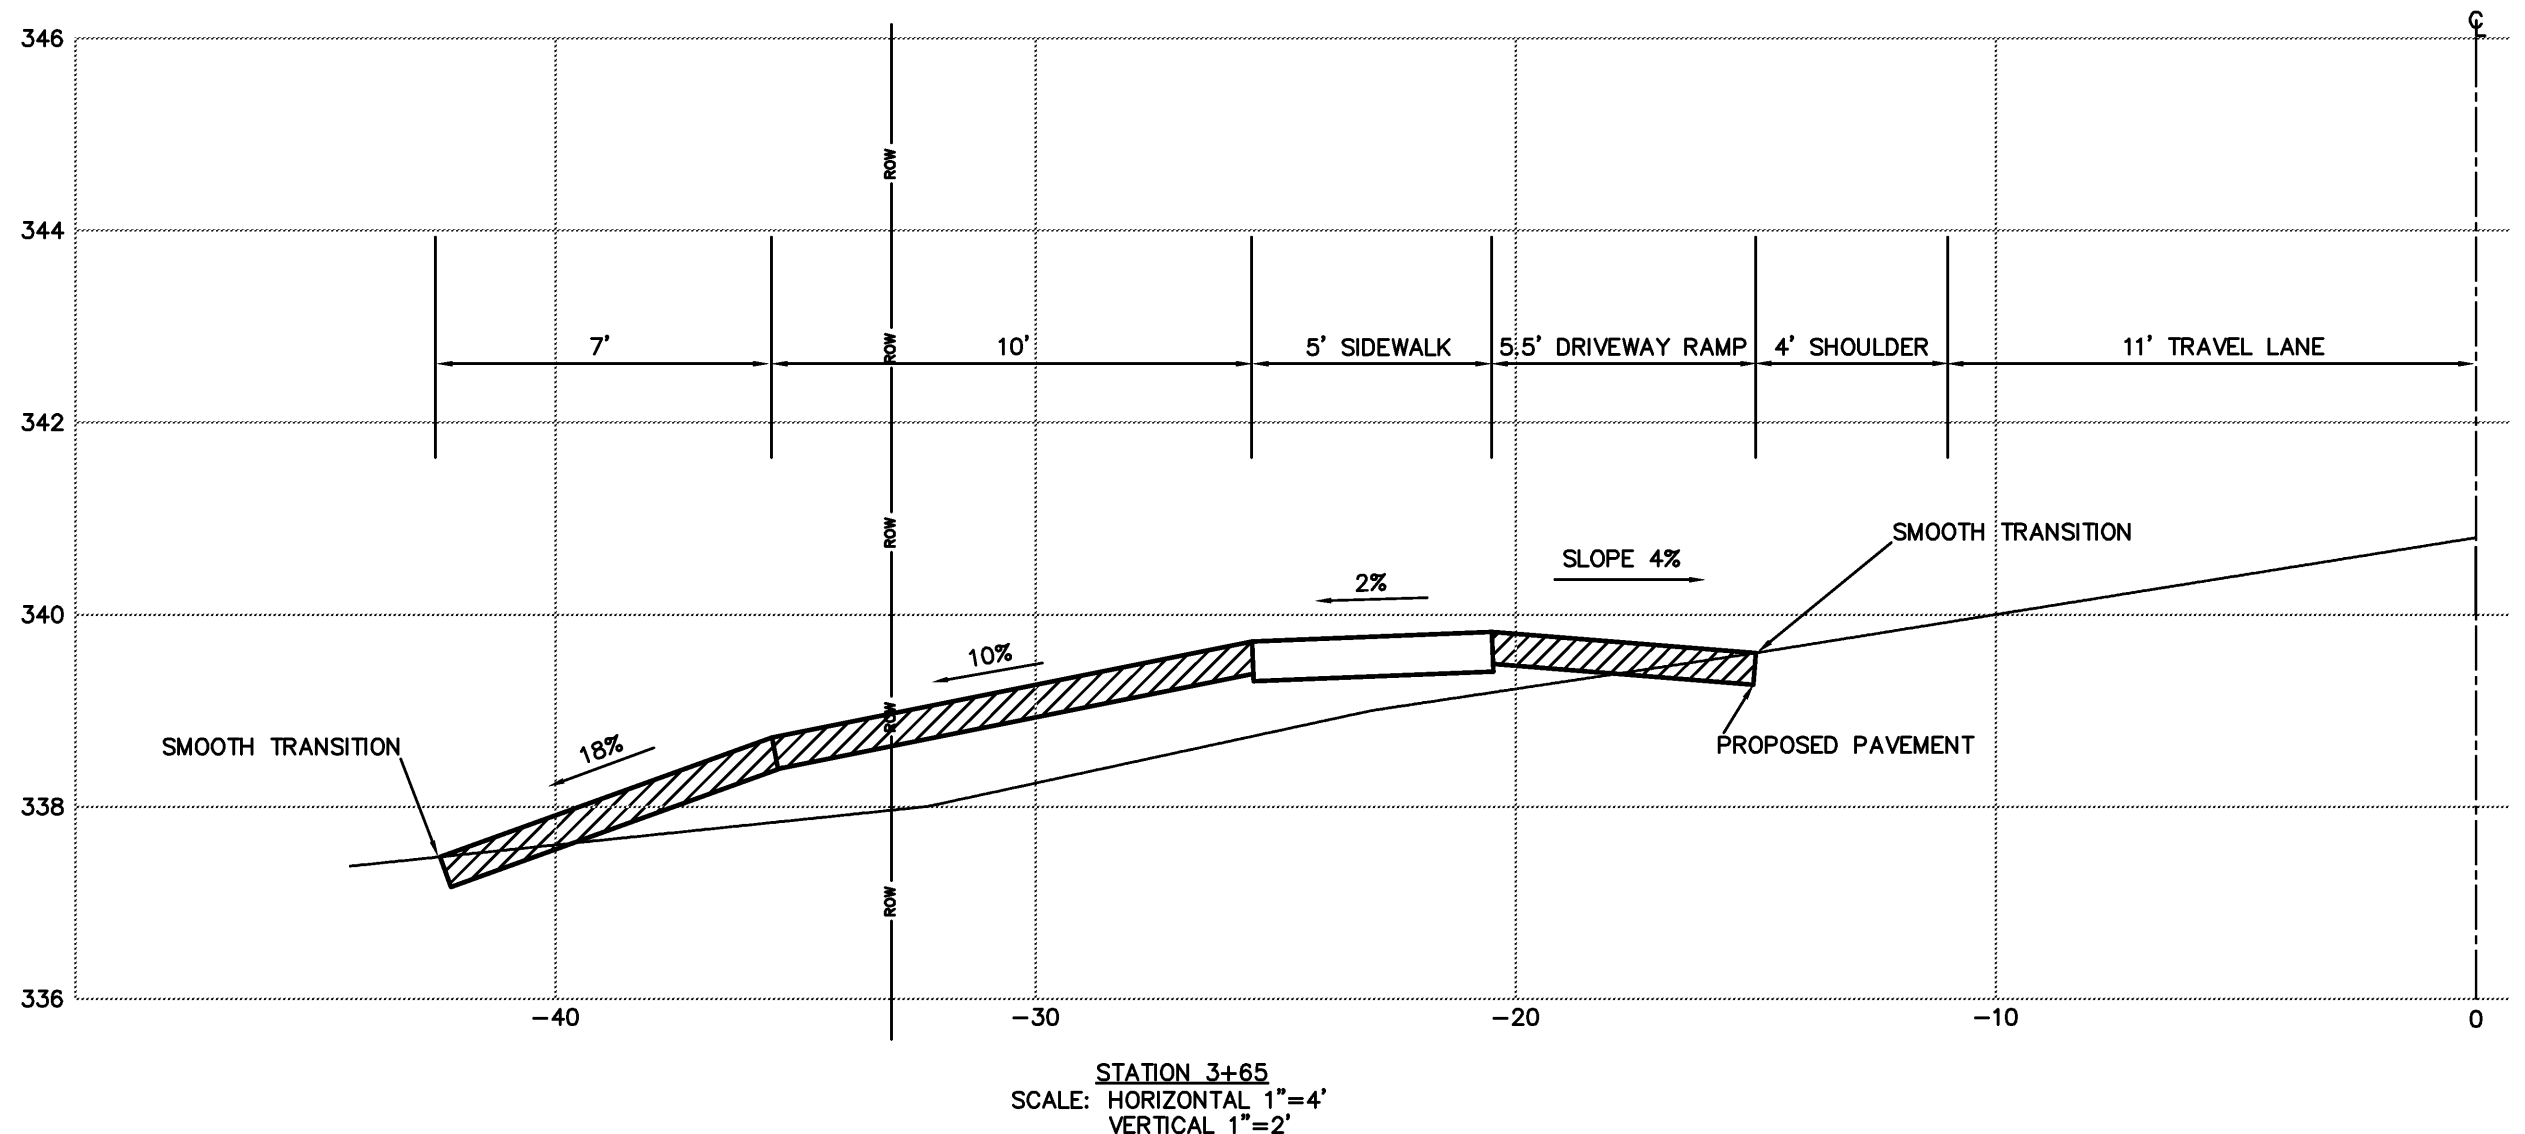 ℄
346
ROW
344
7' 10' ROW 5' SIDEWALK 5.5' DRIVEWAY RAMP 4' SHOULDER 11' TRAVEL LANE
342
ROW
SMOOTH TRANSITION
SLOPE 4%
2%
340
10%
ROW
18%
SMOOTH TRANSITION
PROPOSED PAVEMENT
338
ROW
336
-40 -30 -20 -10 0
STATION 3+65
SCALE: HORIZONTAL 1"=4'
VERTICAL 1"=2'